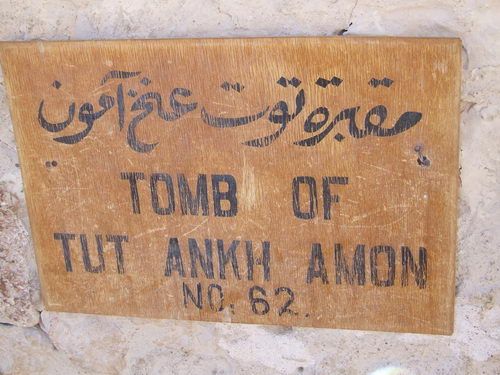 مقبرة توت عنخ آمون
TOMB OF
TUT ANKH AMON
NO. 62.